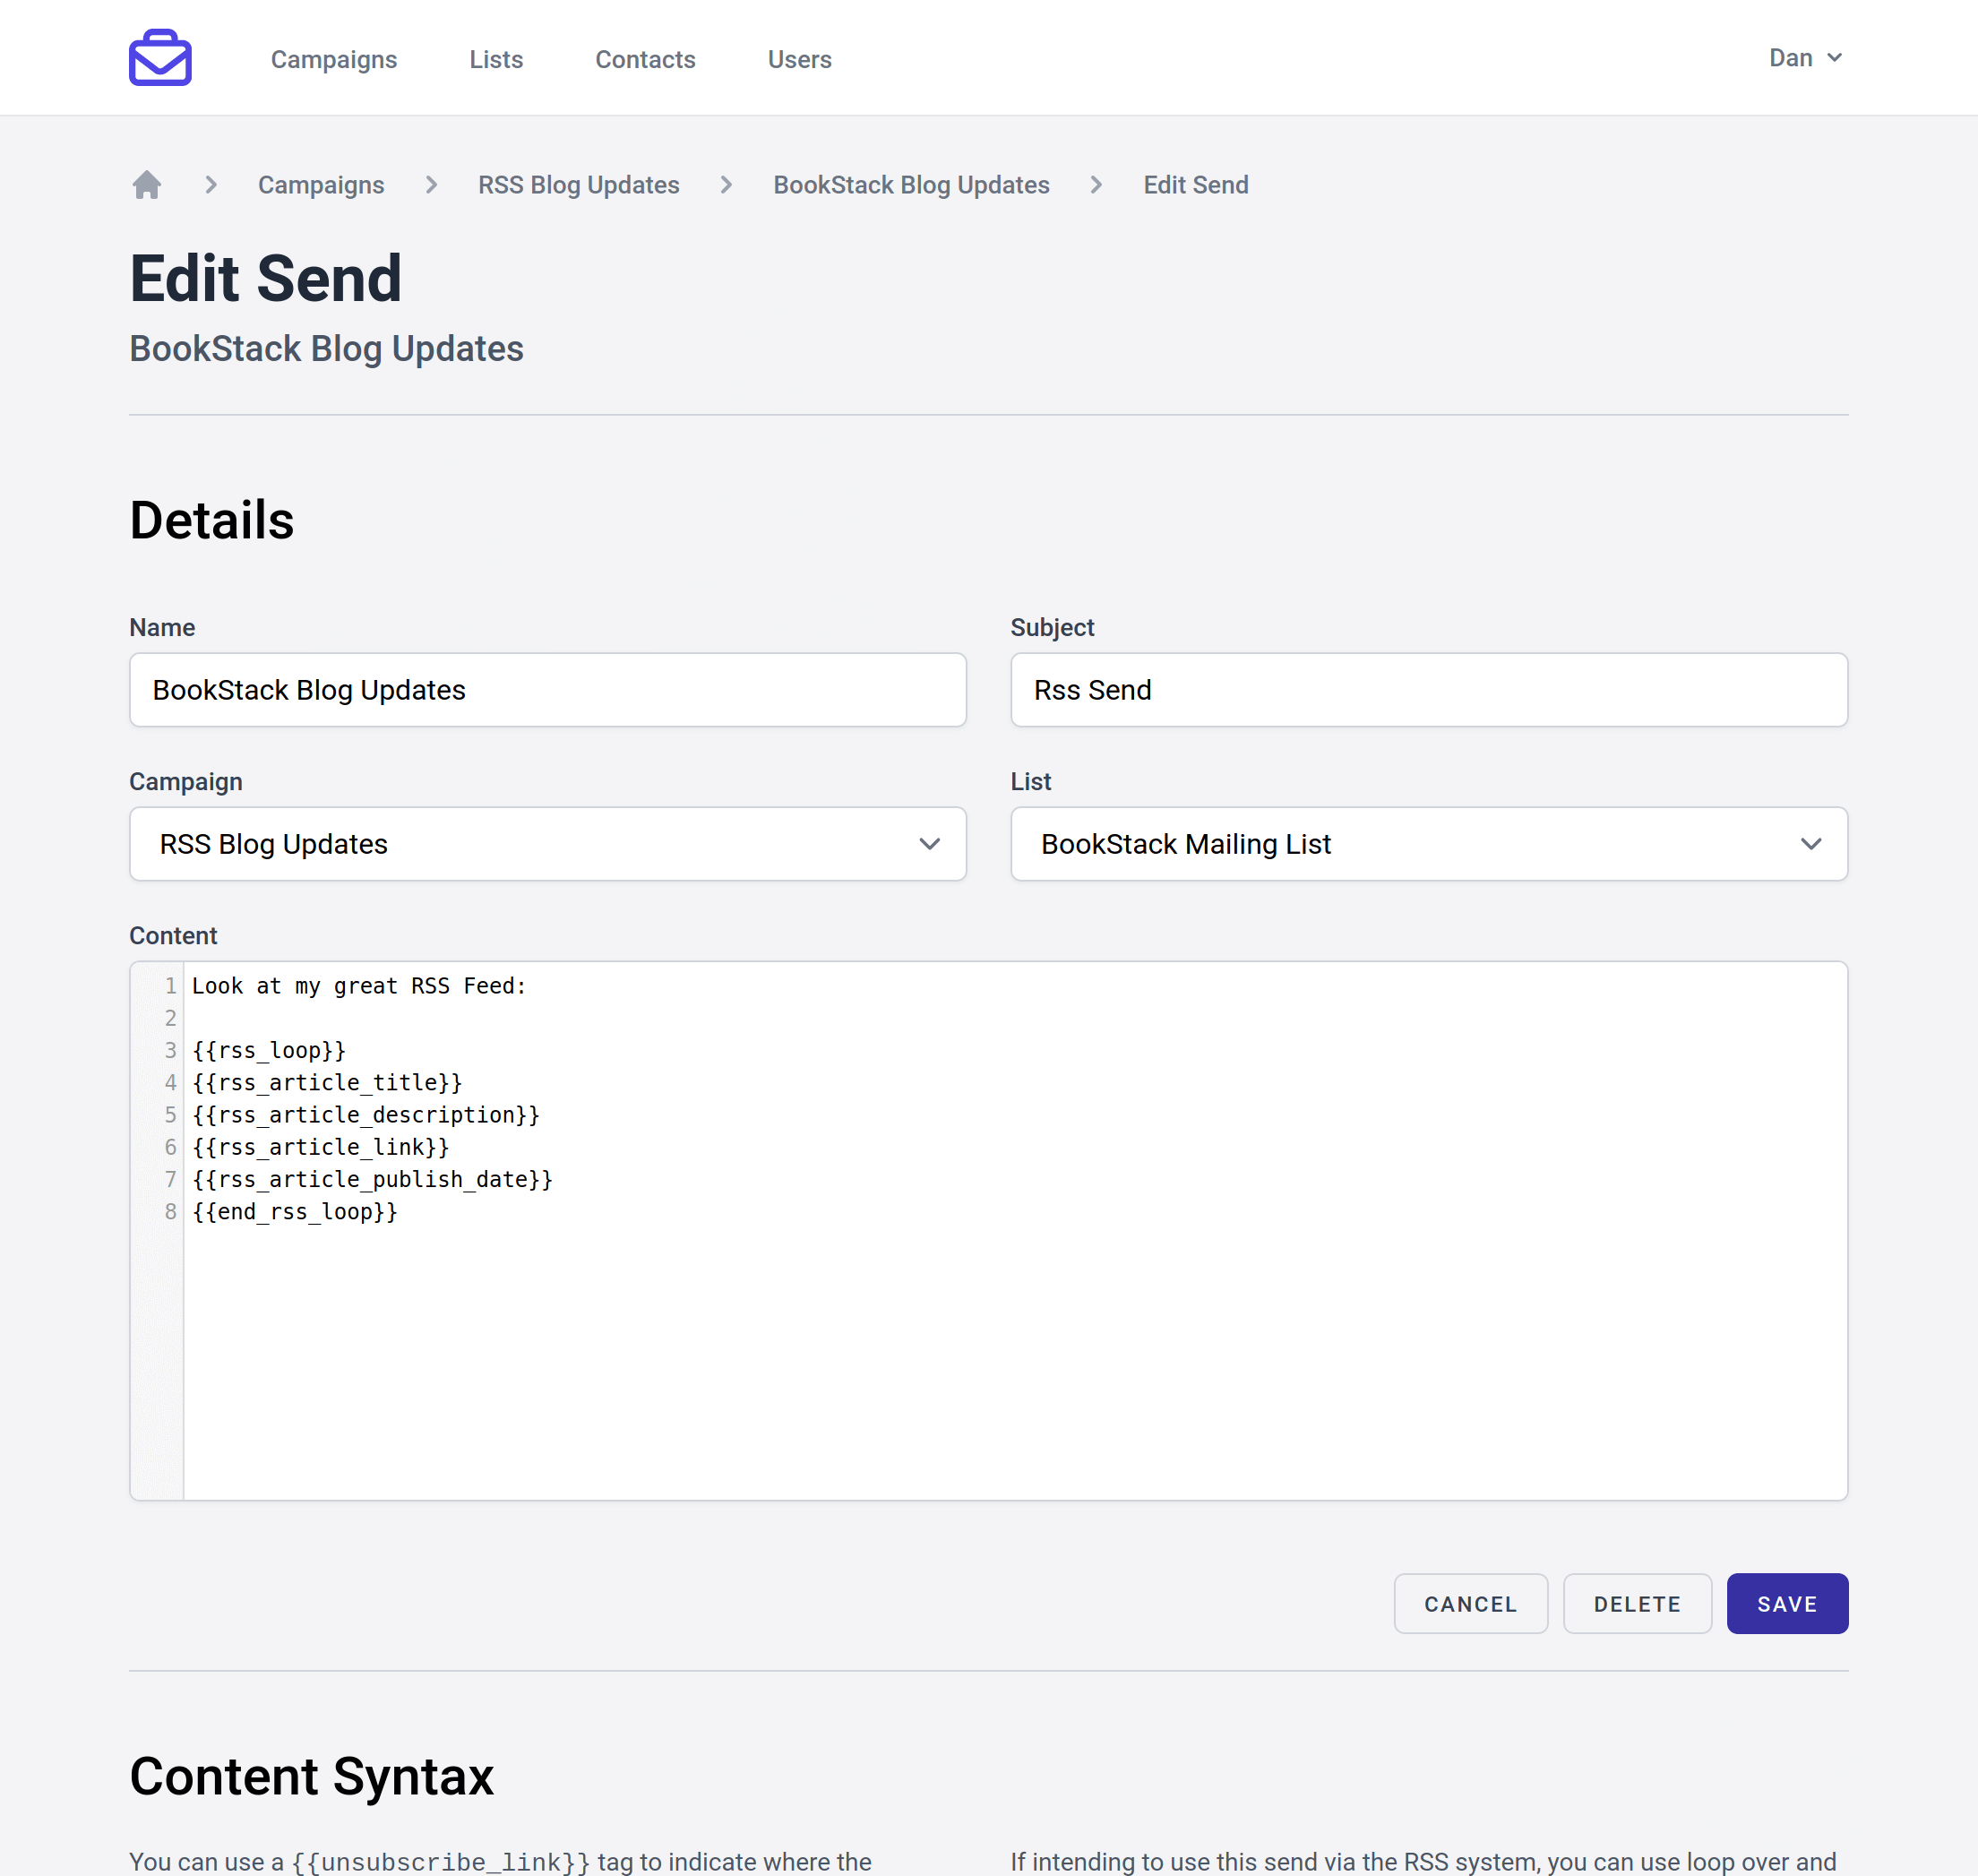 Campaigns Lists Contacts Users Dan
Campaigns RSS Blog Updates BookStack Blog Updates Edit Send
Edit Send
BookStack Blog Updates
Details
Name Subject
BookStack Blog Updates Rss Send
Campaign List
RSS Blog Updates BookStack Mailing List
Content
1 Look at my great RSS Feed:
2
3 {{rss_loop}}
4 {{rss_article_title}}
5 {{rss_article_description}}
6 {{rss_article_link}}
7 {{rss_article_publish_date}}
8 {{end_rss_loop}}
CANCEL DELETE SAVE
Content Syntax
You can use a {{unsubscribe_link}} tag to indicate where the
If intending to use this send via the RSS system, you can use loop over and